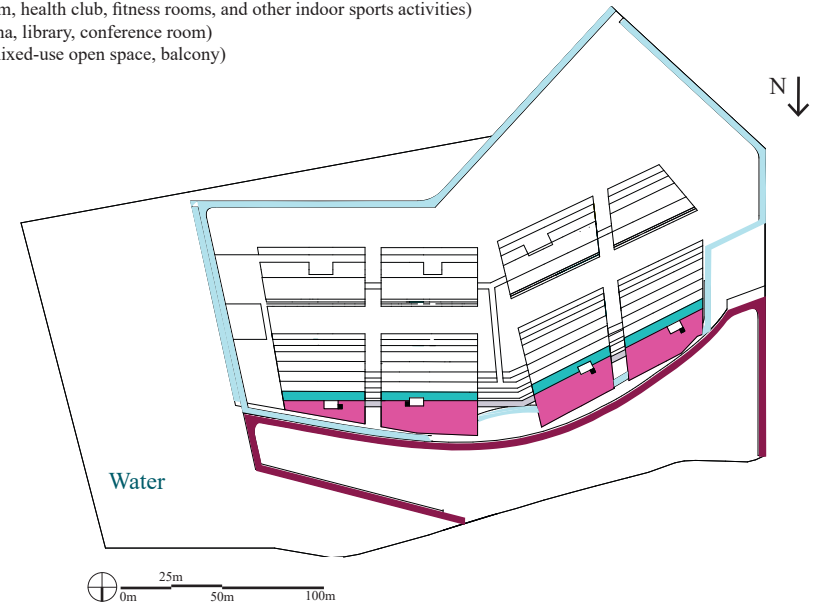 m, health club, fitness rooms, and other indoor sports activities)
na, library, conference room)
ixed-use open space, balcony)
N
Water
25m
0m
50m
100m